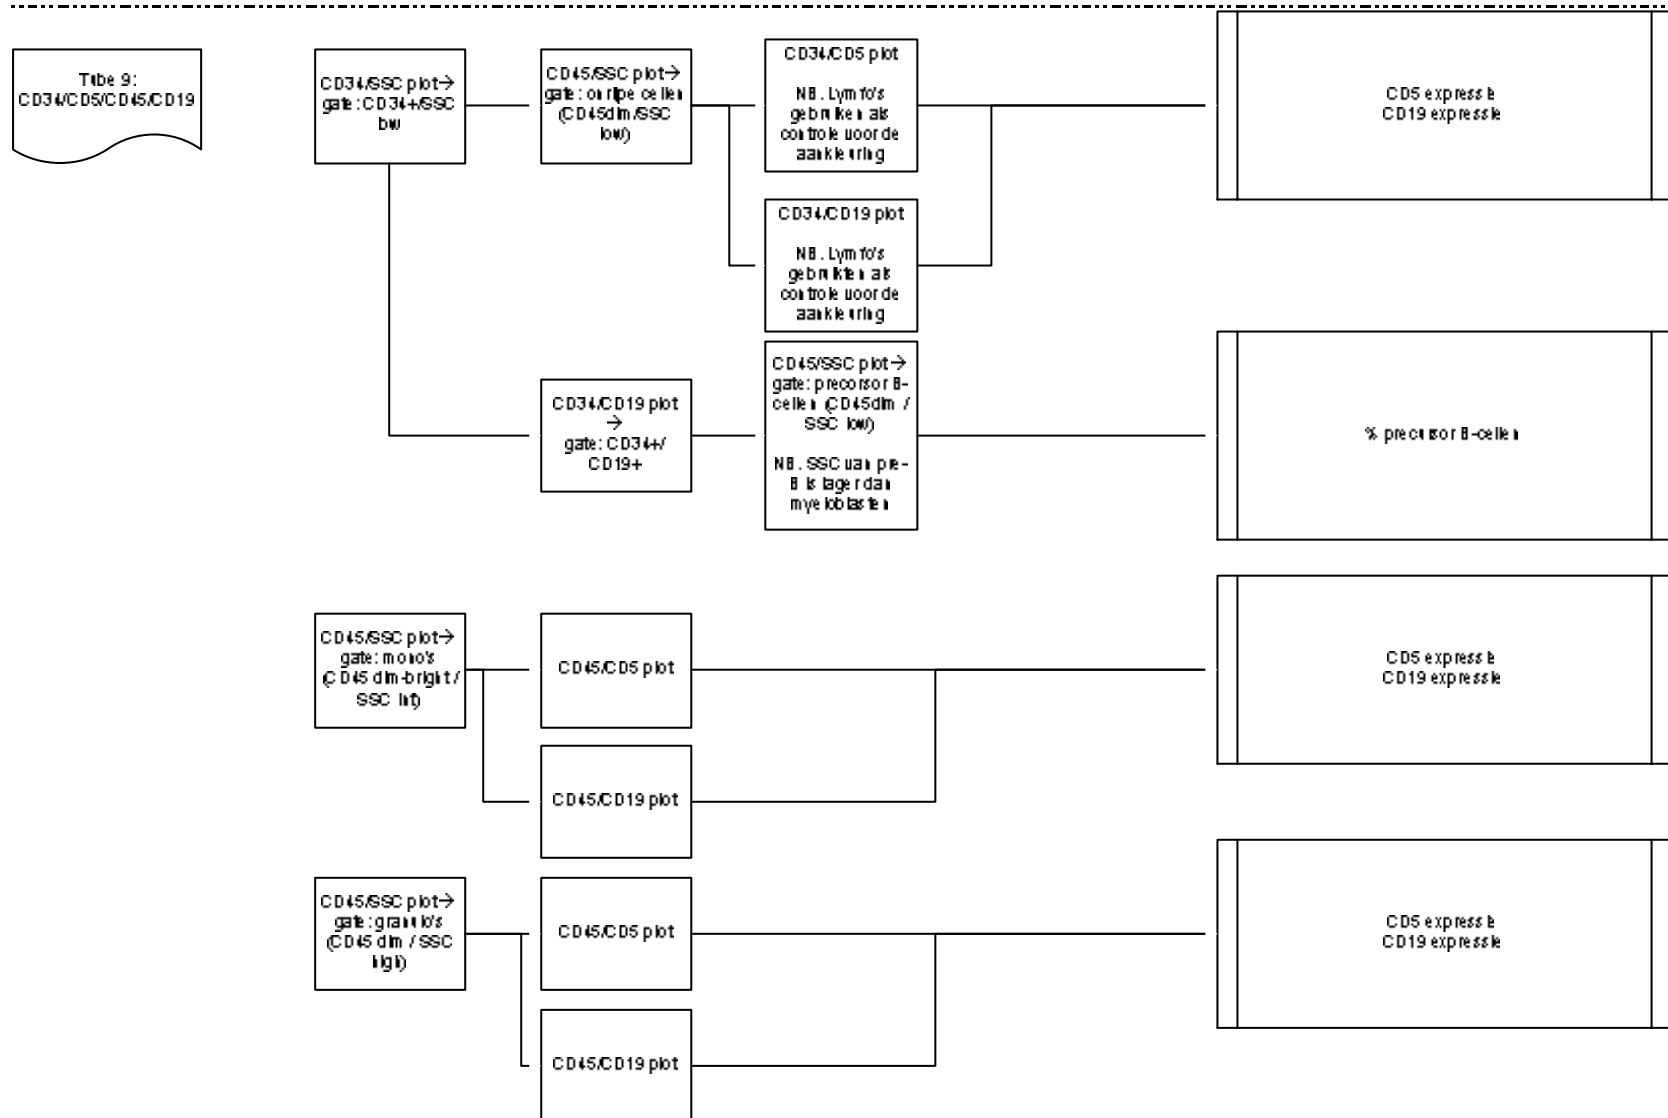 Tube 9:
CD34/CD5/CD45/CD19
CD34/SSC plot→
gate: CD34+/SSC
low
CD45/SSC plot→
gate: onrijpe cellen
(CD45dim/SSC
low)
CD34/CD5 plot
NB. Lymfo's
gebruiken als
controle voor de
aankleuring
CD5 expressie
CD19 expressie
CD34/CD19 plot
NB. Lymfo's
gebruikten als
controle voor de
aankleuring
CD34/CD19 plot
→
gate: CD34+/
CD19+
CD45/SSC plot→
gate: precorsor B-
cellen (CD45dim /
SSC low)
NB. SSC van pre-
B is lager dan
myeloblasten
% precursor B-cellen
CD45/SSC plot→
gate: mono's
(CD45 dim-bright /
SSC int)
CD45/CD5 plot
CD5 expressie
CD19 expressie
CD45/CD19 plot
CD45/SSC plot→
gate: granulo's
(CD45 dim / SSC
high)
CD45/CD5 plot
CD5 expressie
CD19 expressie
CD45/CD19 plot